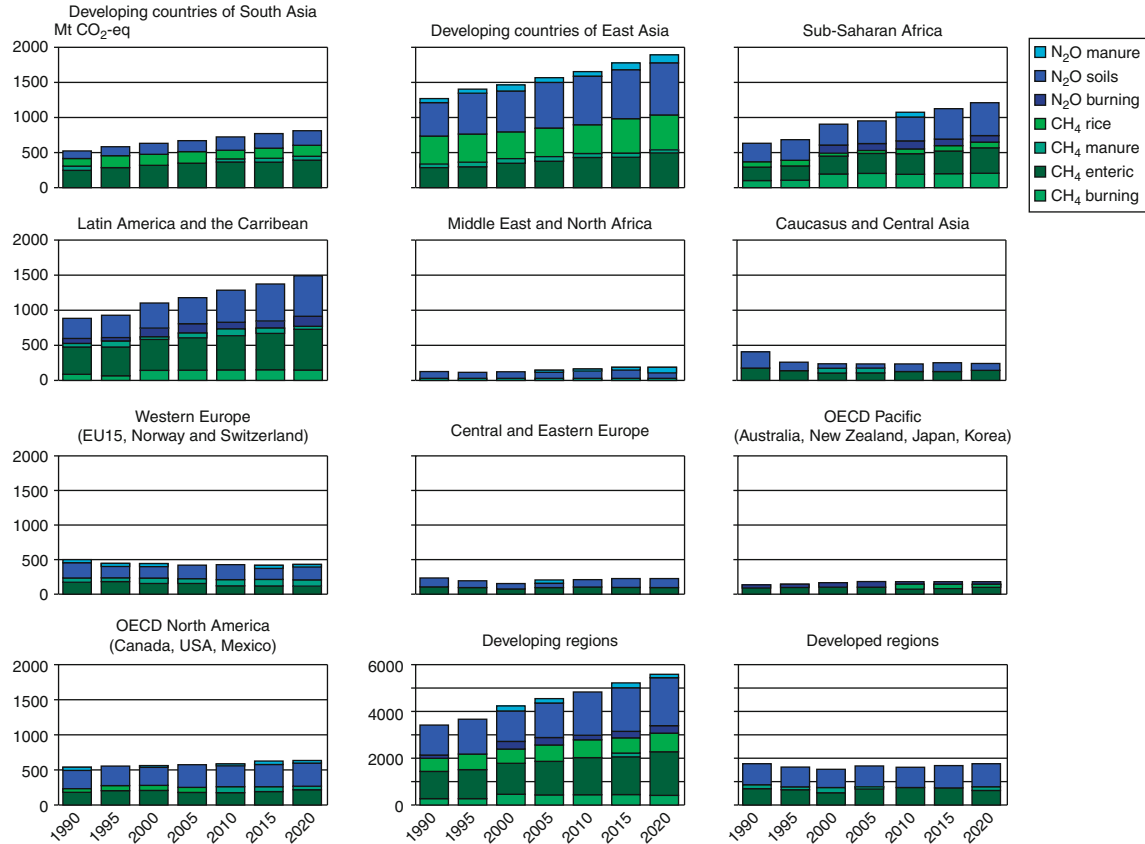 Developing countries of South Asia
Mt CO₂-eq
2000
1500
1000
500
0
Developing countries of East Asia
Sub-Saharan Africa
N₂O manure
N₂O soils
N₂O burning
CH₄ rice
CH₄ manure
CH₄ enteric
CH₄ burning
Latin America and the Carribean
2000
1500
1000
500
0
Middle East and North Africa
Caucasus and Central Asia
Western Europe
(EU15, Norway and Switzerland)
2000
1500
1000
500
0
Central and Eastern Europe
OECD Pacific
(Australia, New Zealand, Japan, Korea)
OECD North America
(Canada, USA, Mexico)
2000
1500
1000
500
0
1990
1995
2000
2005
2010
2015
2020
Developing regions
6000
4000
2000
0
1990
1995
2000
2005
2010
2015
2020
Developed regions
1990
1995
2000
2005
2010
2015
2020